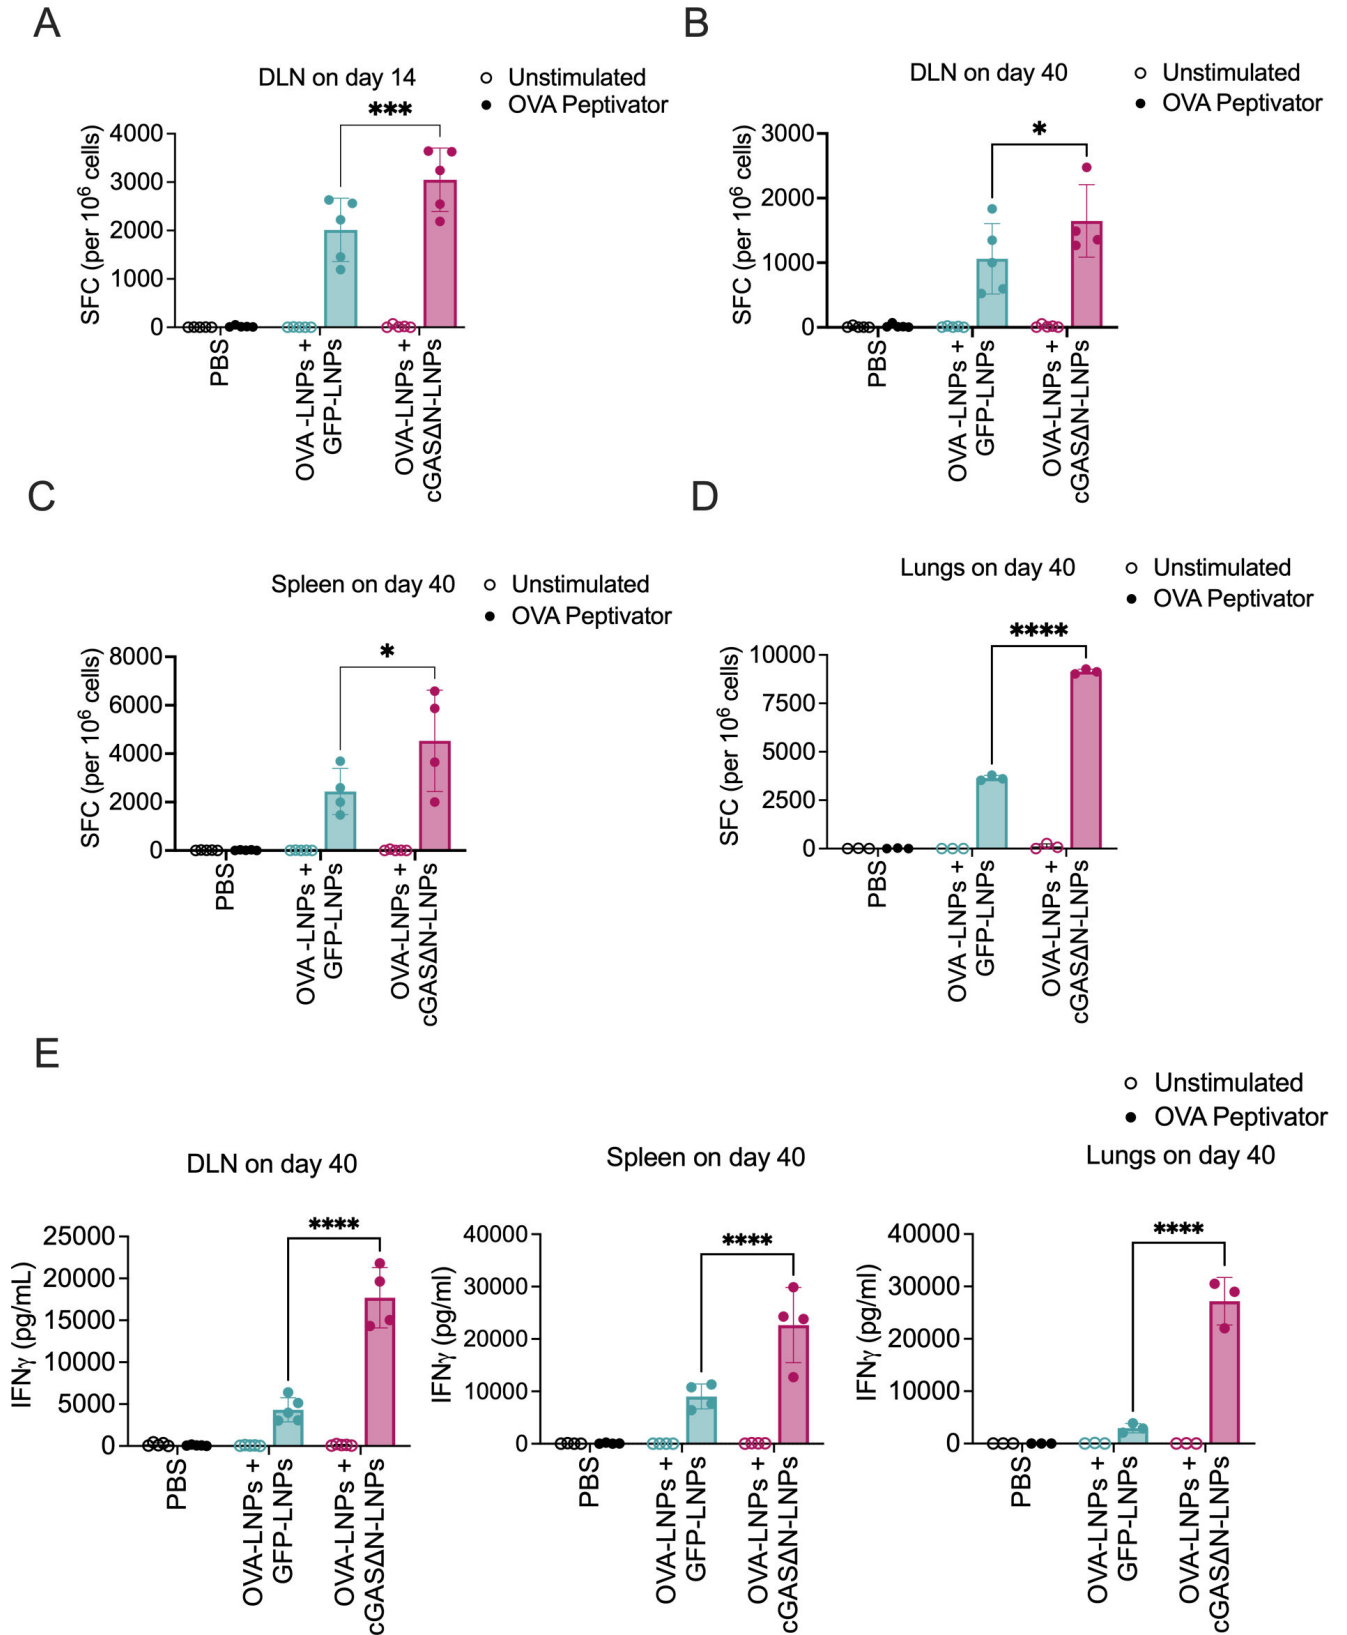 A
DLN on day 14
Unstimulated
OVA Peptivator
***
SFC (per 10⁶ cells)
4000
3000
2000
1000
0
PBS
OVA -LNPs +
GFP-LNPs
OVA-LNPs +
cGASΔN-LNPs
B
DLN on day 40
Unstimulated
OVA Peptivator
*
SFC (per 10⁶ cells)
3000
2000
1000
0
PBS
OVA -LNPs +
GFP-LNPs
OVA-LNPs +
cGASΔN-LNPs
C
Spleen on day 40
Unstimulated
OVA Peptivator
*
SFC (per 10⁶ cells)
8000
6000
4000
2000
0
PBS
OVA-LNPs +
GFP-LNPs
OVA-LNPs +
cGASΔN-LNPs
D
Lungs on day 40
Unstimulated
OVA Peptivator
****
SFC (per 10⁶ cells)
10000
7500
5000
2500
0
PBS
OVA -LNPs +
GFP-LNPs
OVA-LNPs +
cGASΔN-LNPs
E
Unstimulated
OVA Peptivator
DLN on day 40
****
IFNγ (pg/mL)
25000
20000
15000
10000
5000
0
PBS
OVA-LNPs +
GFP-LNPs
OVA-LNPs +
cGASΔN-LNPs
Spleen on day 40
****
IFNγ (pg/ml)
40000
30000
20000
10000
0
PBS
OVA-LNPs +
GFP-LNPs
OVA-LNPs +
cGASΔN-LNPs
Lungs on day 40
****
IFNγ (pg/ml)
40000
30000
20000
10000
0
PBS
OVA-LNPs +
GFP-LNPs
OVA-LNPs +
cGASΔN-LNPs